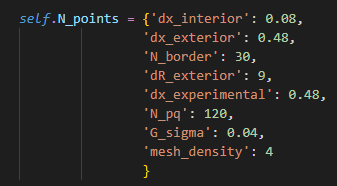 self.N_points = {'dx_interior': 0.08,
'dx_exterior': 0.48,
'N_border': 30,
'dR_exterior': 9,
'dx_experimental': 0.48,
'N_pq': 120,
'G_sigma': 0.04,
'mesh_density': 4
}